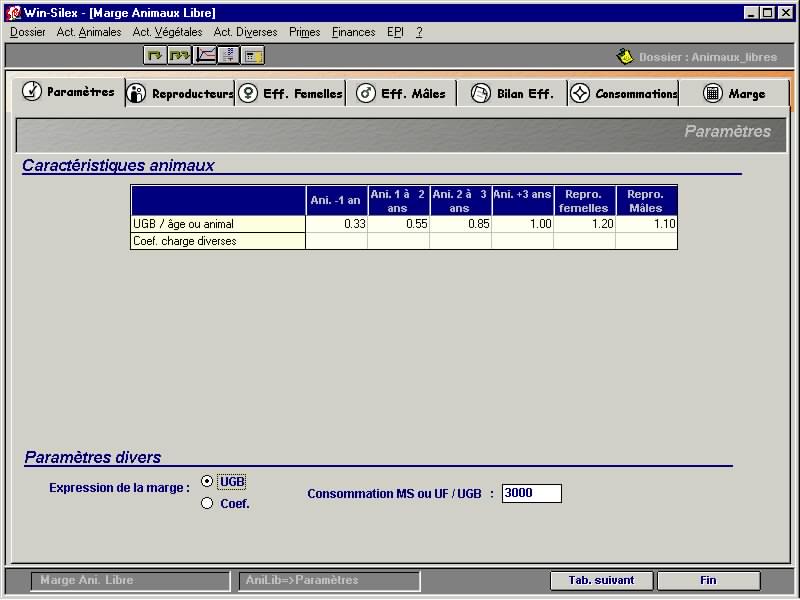 Win-Silex - [Marge Animaux Libre]
Dossier Act. Animales Act. Végétales Act. Diverses Primes Finances EPI ?
Dossier : Animaux_libres
Paramètres Reproducteurs Eff. Femelles Eff. Mâles Bilan Eff. Consommations Marge
Paramètres
Caractéristiques animaux
Ani. -1 an Ani. 1 à 2 ans Ani. 2 à 3 ans Ani. +3 ans Repro. femelles Repro. Mâles
UGB / âge ou animal 0.33 0.55 0.85 1.00 1.20 1.10
Coef. charge diverses
Paramètres divers
Expression de la marge : UGB
Coef.
Consommation MS ou UF / UGB : 3000
Marge Ani. Libre AniLib=>Paramètres Tab. suivant Fin